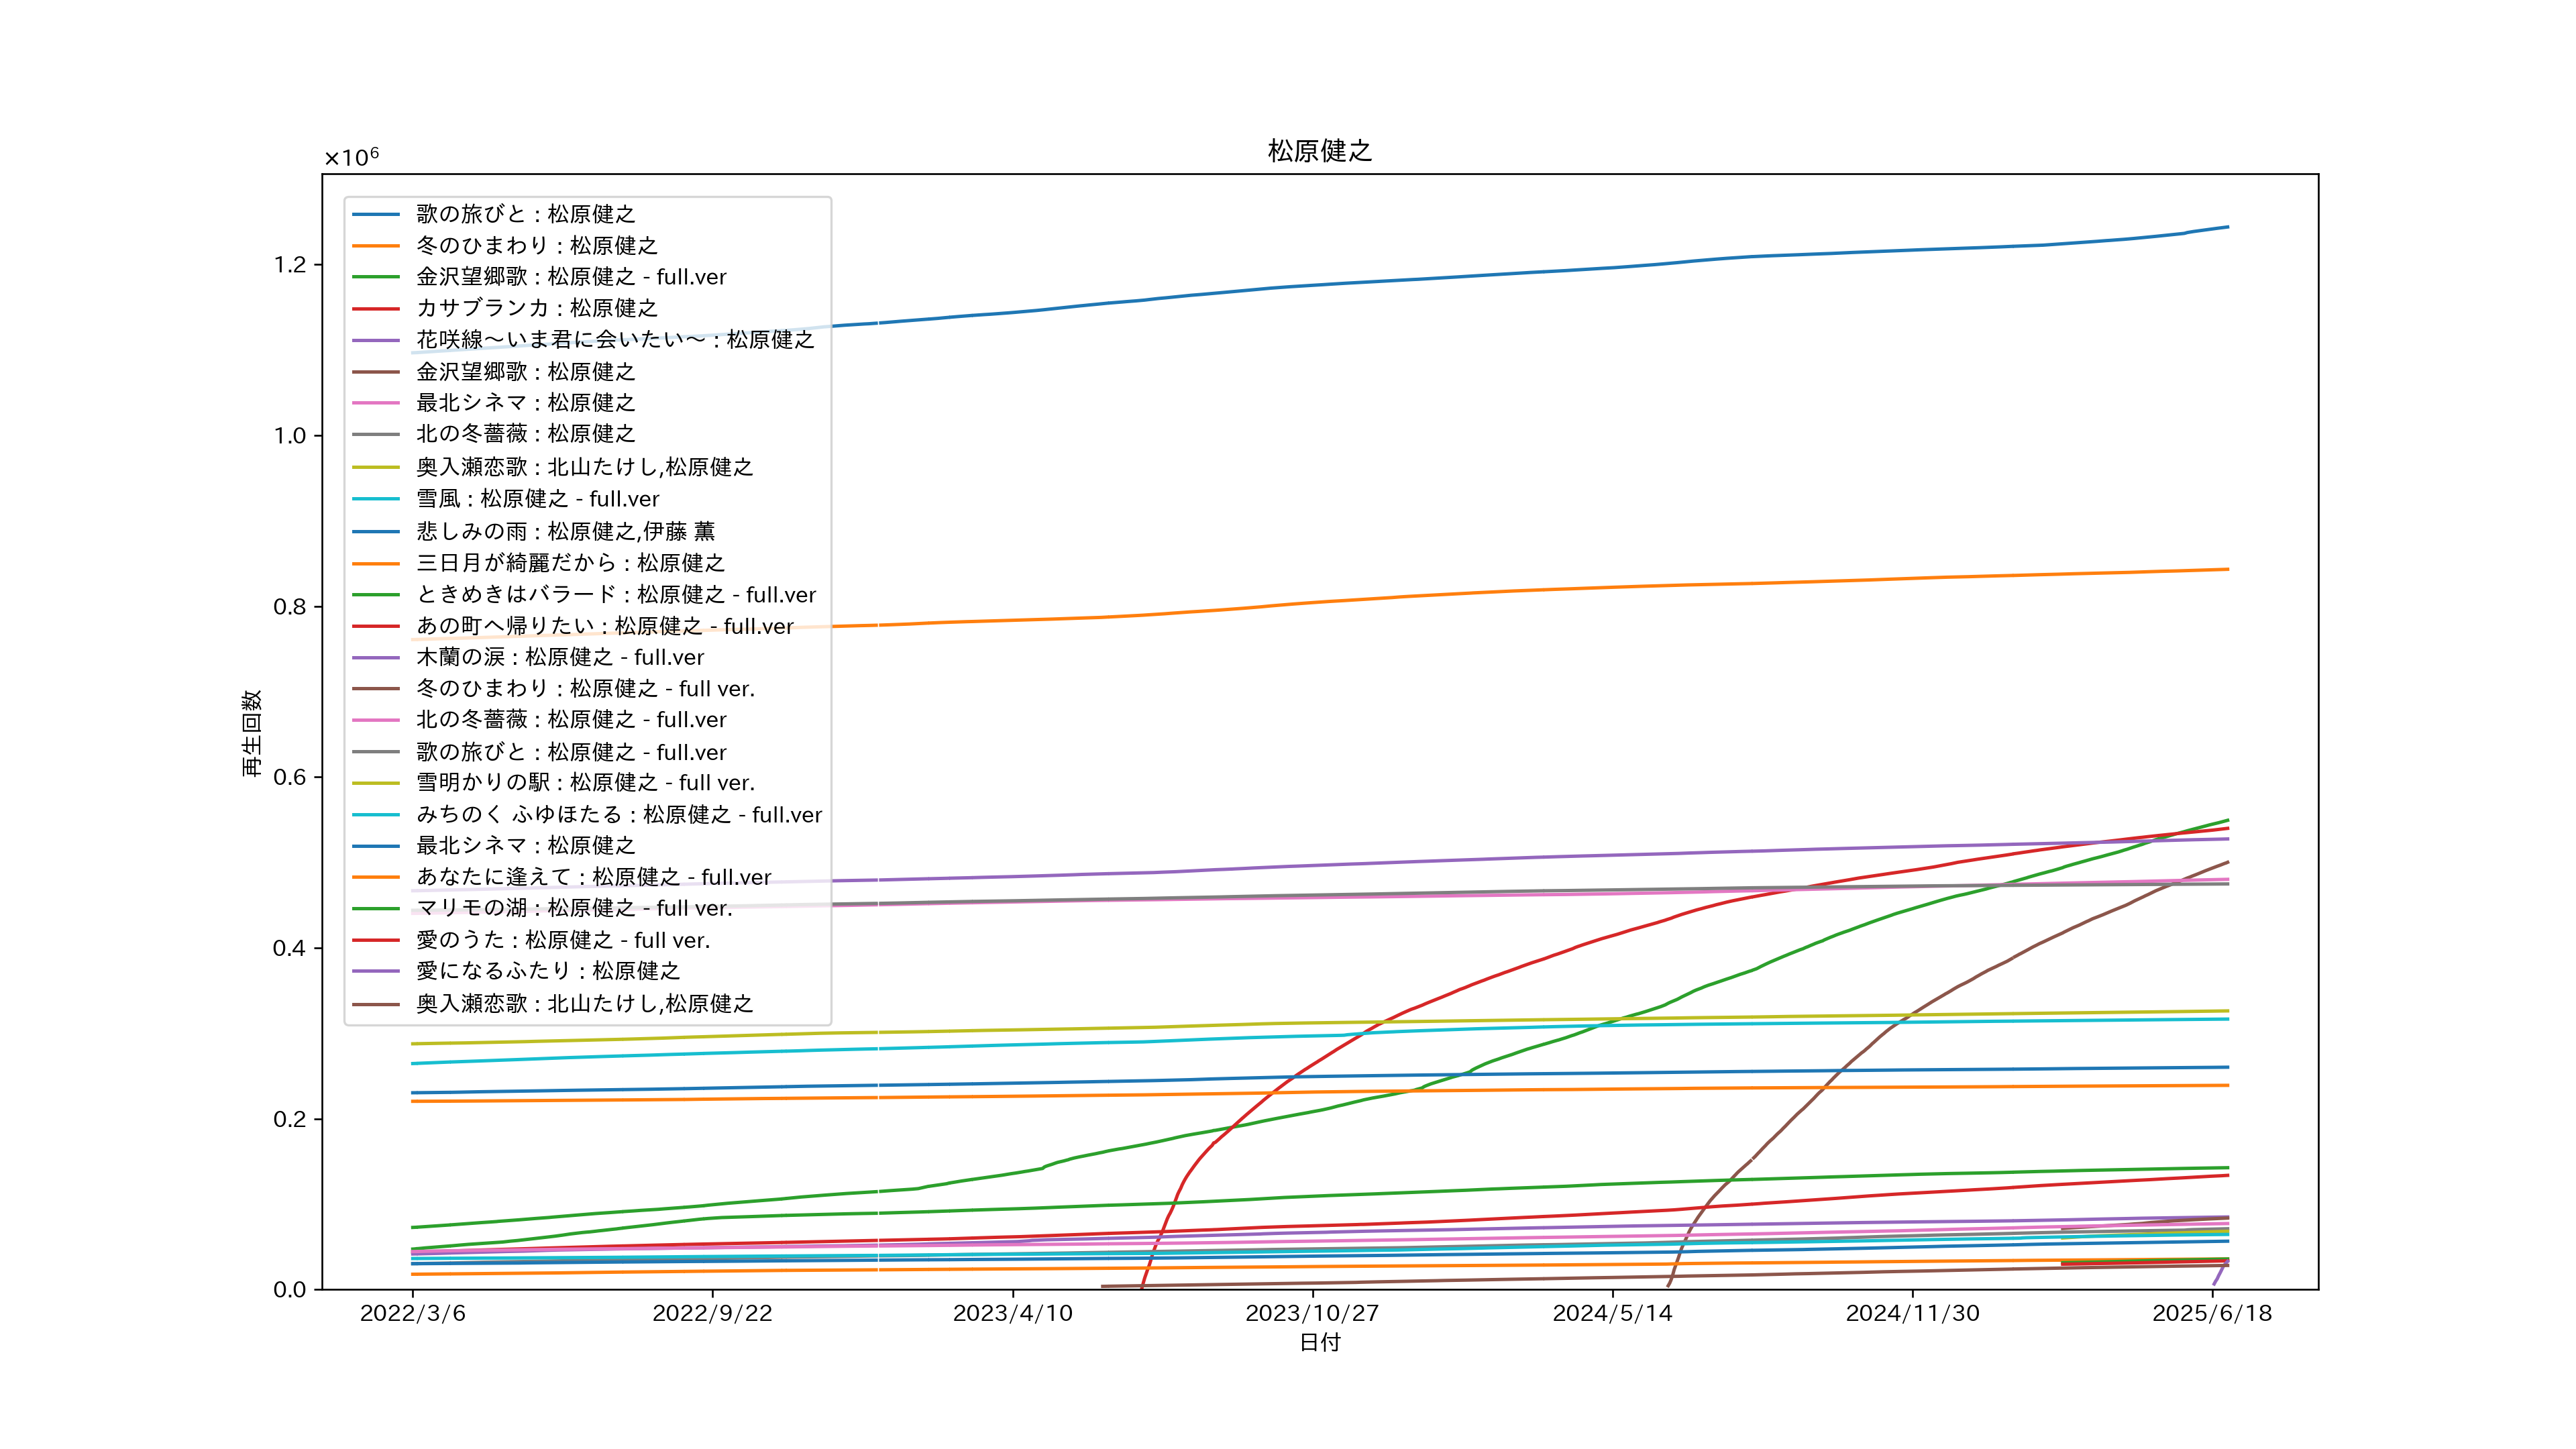 松原健之
×10⁶
歌の旅びと : 松原健之
冬のひまわり : 松原健之
金沢望郷歌 : 松原健之 - full.ver
カサブランカ : 松原健之
花咲線～いま君に会いたい～ : 松原健之
金沢望郷歌 : 松原健之
最北シネマ : 松原健之
北の冬薔薇 : 松原健之
奥入瀬恋歌 : 北山たけし,松原健之
雪風 : 松原健之 - full.ver
悲しみの雨 : 松原健之,伊藤 薫
三日月が綺麗だから : 松原健之
ときめきはバラード : 松原健之 - full.ver
あの町へ帰りたい : 松原健之 - full.ver
木蘭の涙 : 松原健之 - full.ver
冬のひまわり : 松原健之 - full ver.
北の冬薔薇 : 松原健之 - full.ver
歌の旅びと : 松原健之 - full.ver
雪明かりの駅 : 松原健之 - full ver.
みちのく ふゆほたる : 松原健之 - full.ver
最北シネマ : 松原健之
あなたに逢えて : 松原健之 - full.ver
マリモの湖 : 松原健之 - full ver.
愛のうた : 松原健之 - full ver.
愛になるふたり : 松原健之
奥入瀬恋歌 : 北山たけし,松原健之
1.2
1.0
0.8
0.6
0.4
0.2
0.0
再生回数
2022/3/6 2022/9/22 2023/4/10 2023/10/27 2024/5/14 2024/11/30 2025/6/18
日付